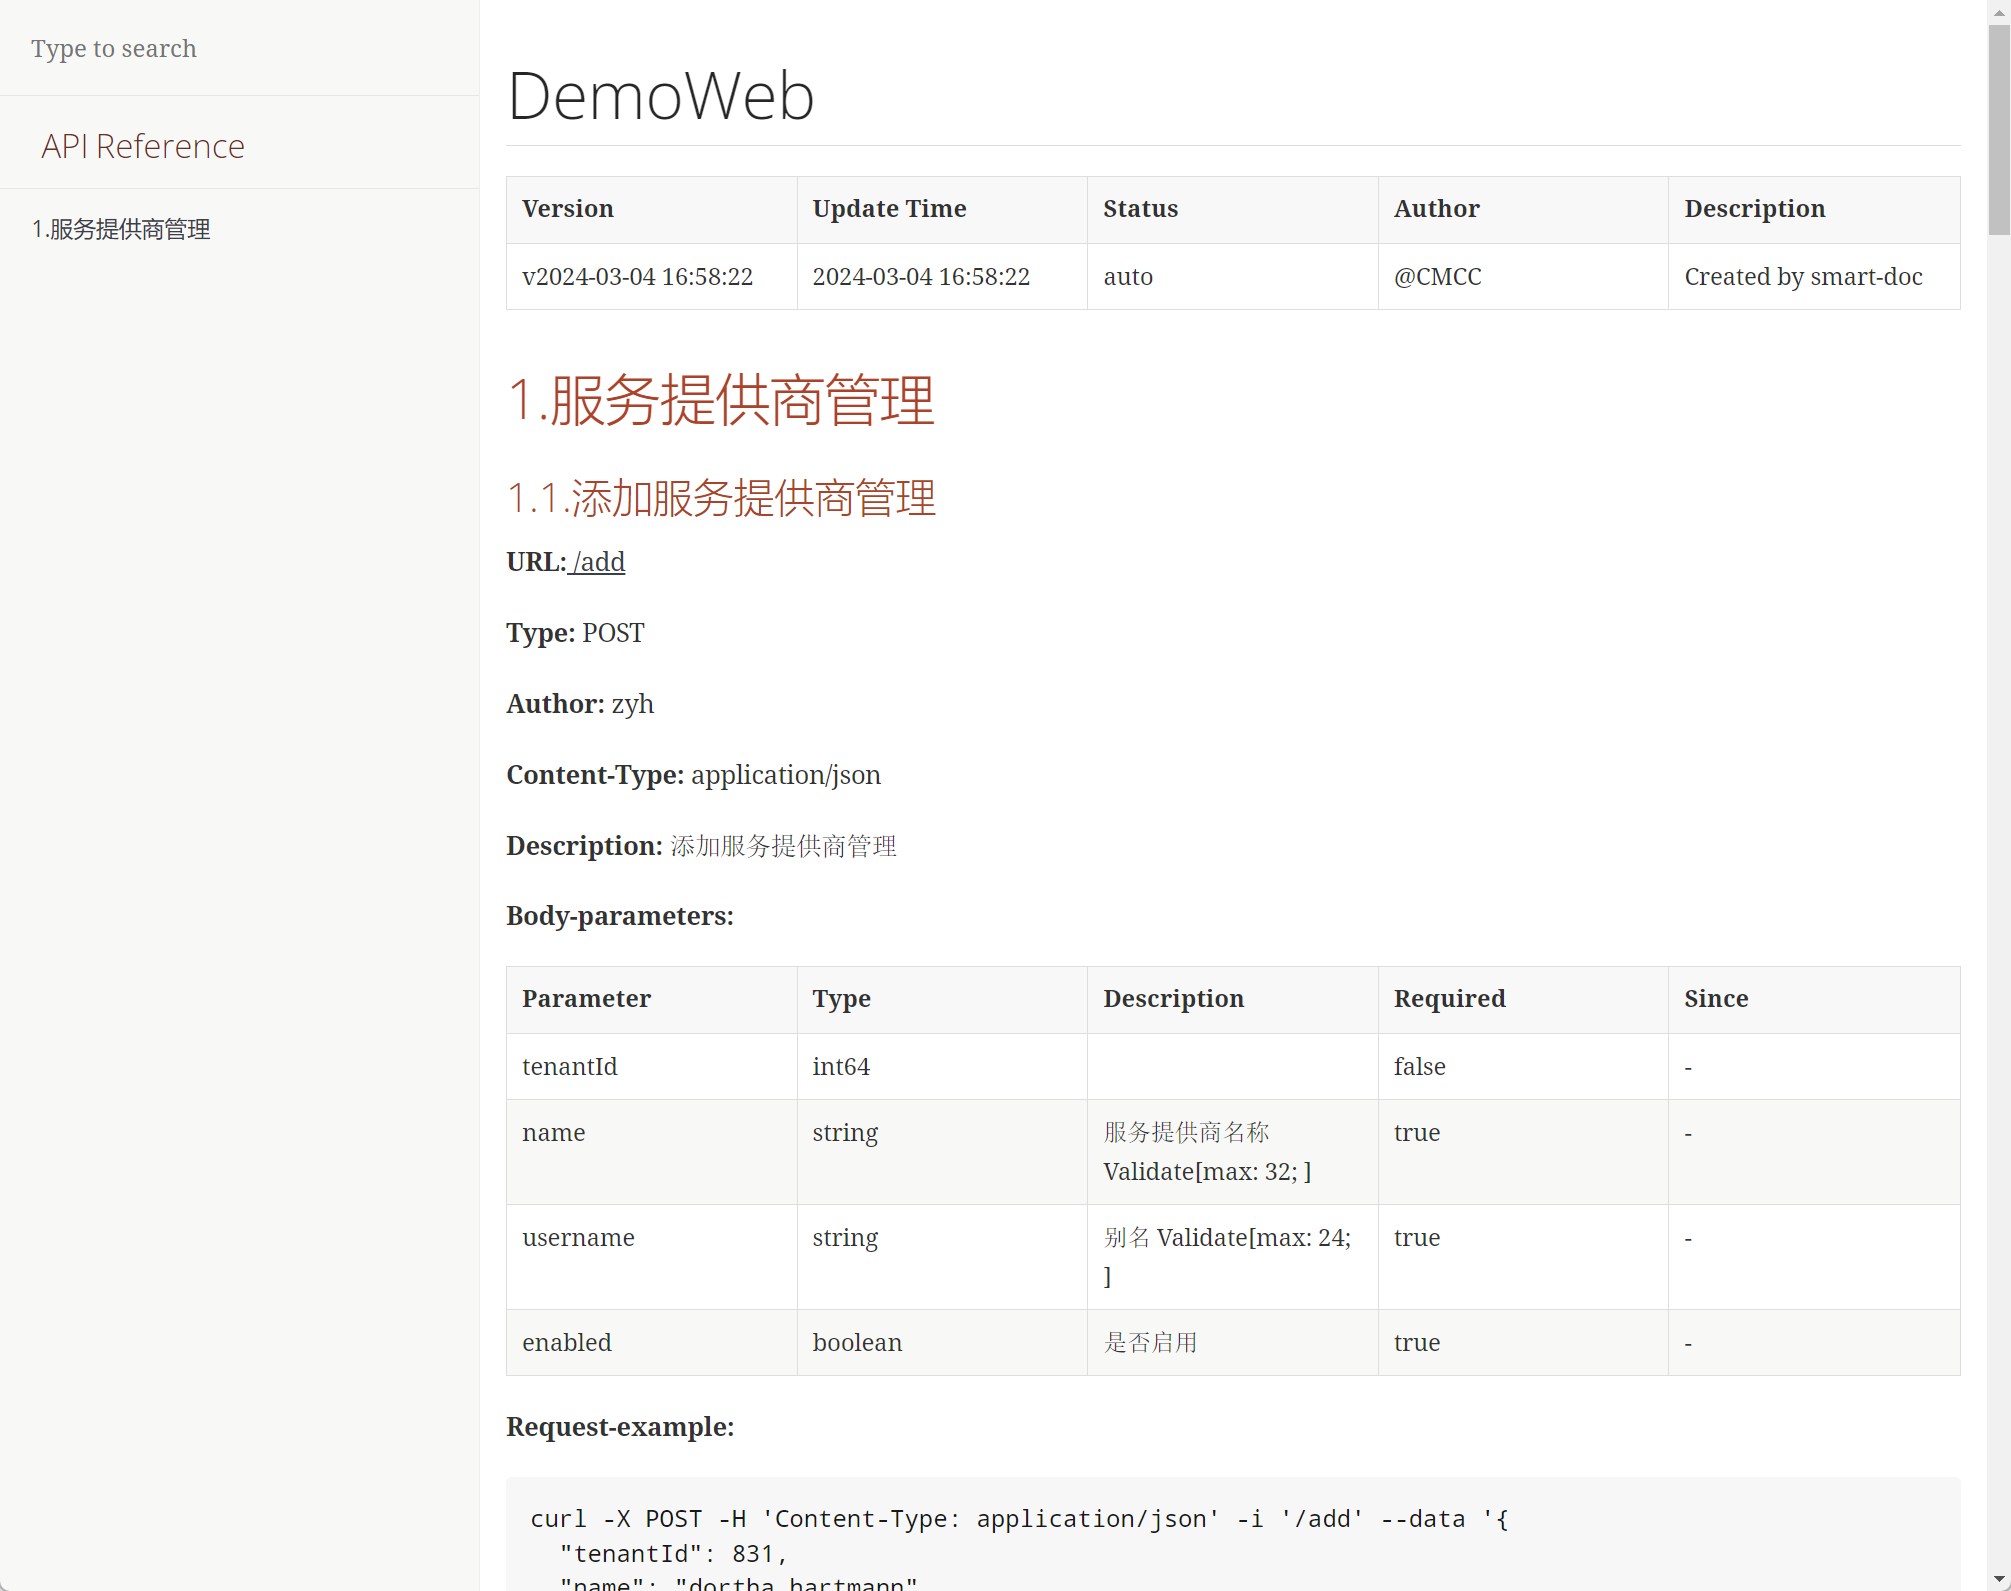 Type to search
API Reference
1.服务提供商管理
DemoWeb
Version Update Time Status Author Description
v2024-03-04 16:58:22 2024-03-04 16:58:22 auto @CMCC Created by smart-doc
1.服务提供商管理
1.1.添加服务提供商管理
URL: /add
Type: POST
Author: zyh
Content-Type: application/json
Description: 添加服务提供商管理
Body-parameters:
Parameter Type Description Required Since
tenantId int64 false -
name string 服务提供商名称 true -
Validate[max: 32; ]
username string 别名 Validate[max: 24; true -
]
enabled boolean 是否启用 true -
Request-example:
curl -X POST -H 'Content-Type: application/json' -i '/add' --data '{
"tenantId": 831,
"name": "dortha hartmann"